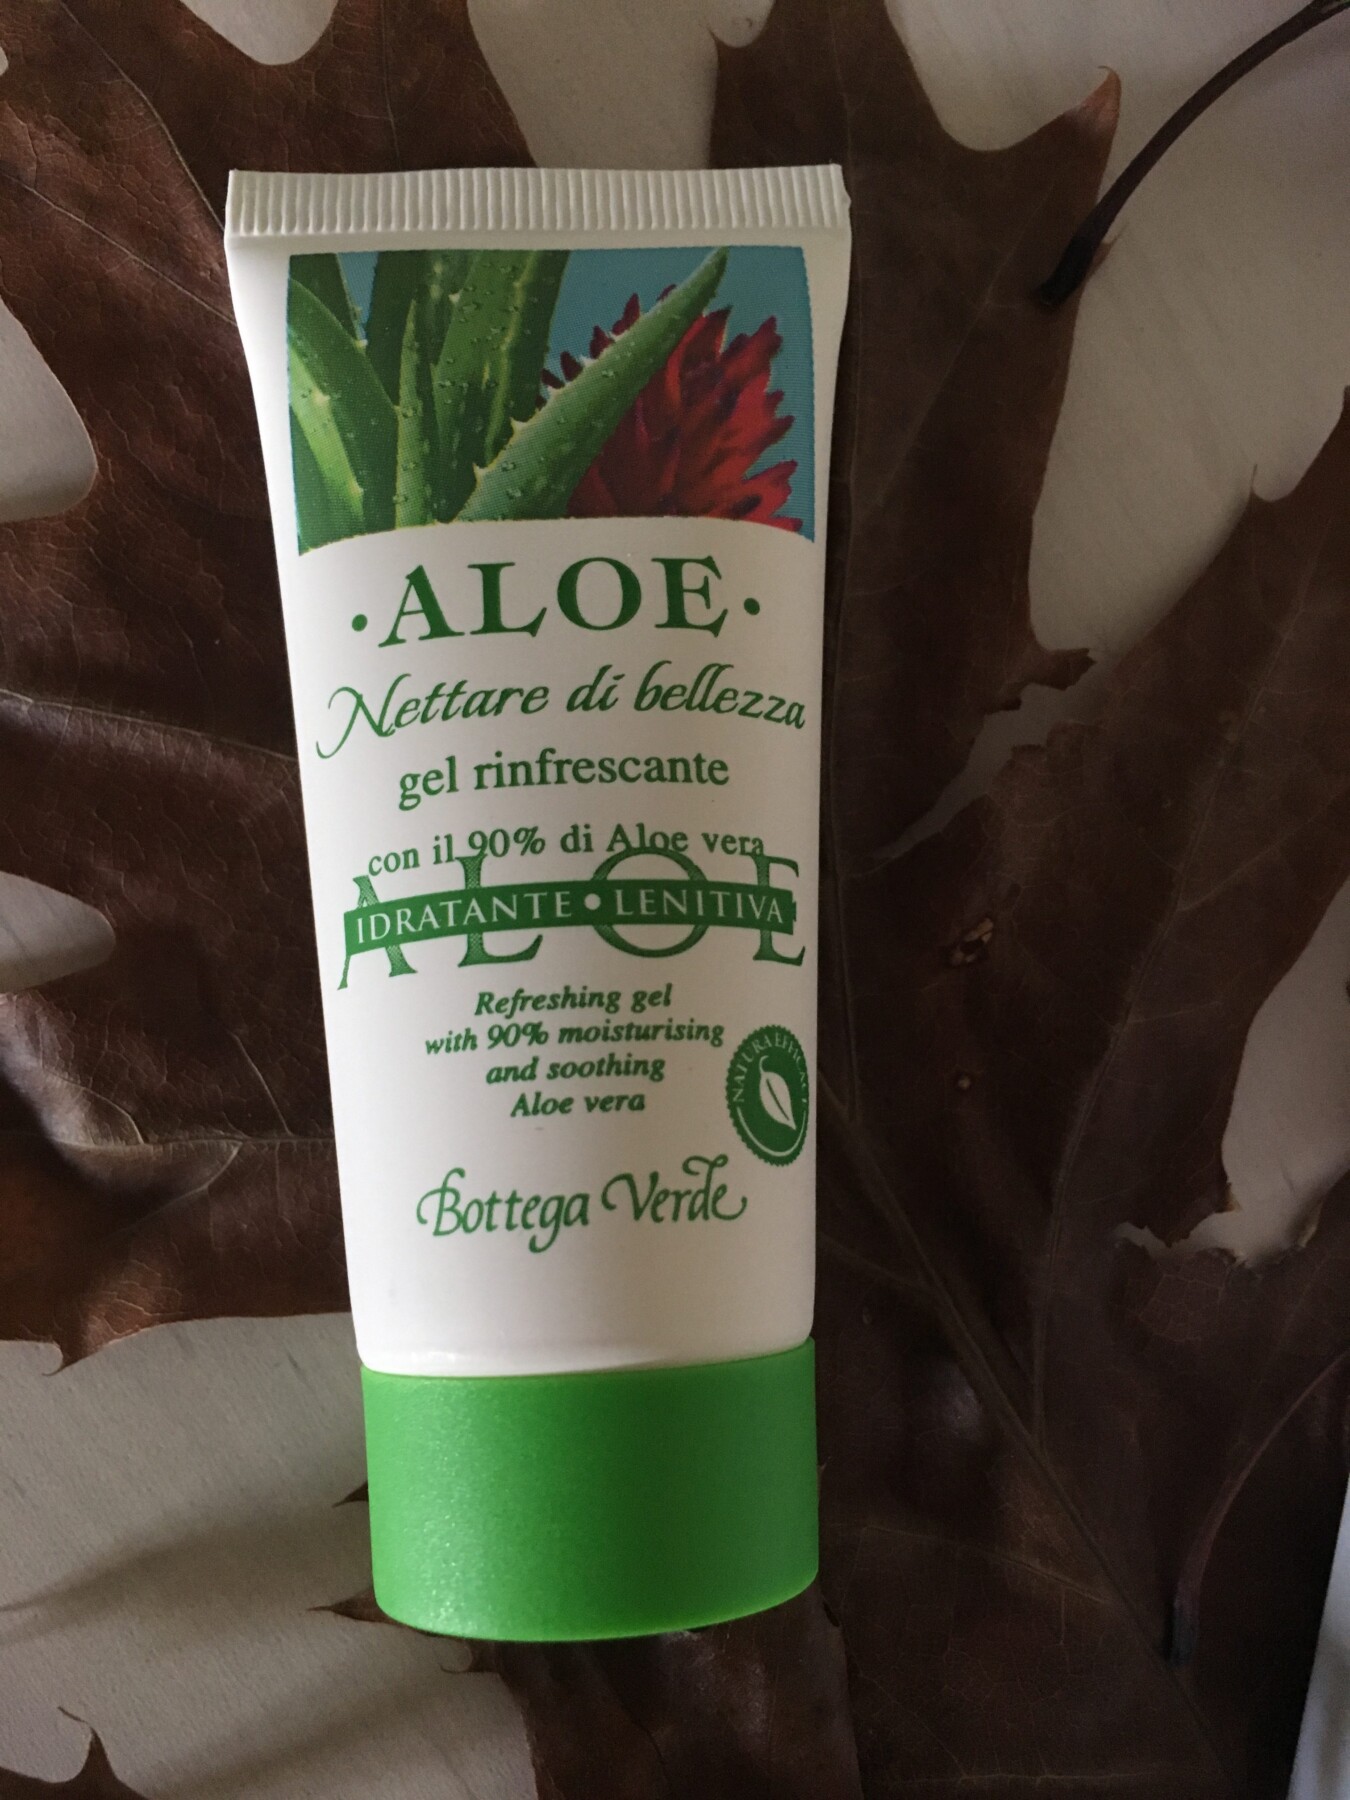 ·ALOE·
Nettare di bellezza
gel rinfrescante
con il 90% di Aloe vera
ALOE
IDRATANTE • LENITIVA
Refreshing gel
with 90% moisturising
and soothing
Aloe vera
Bottega Verde